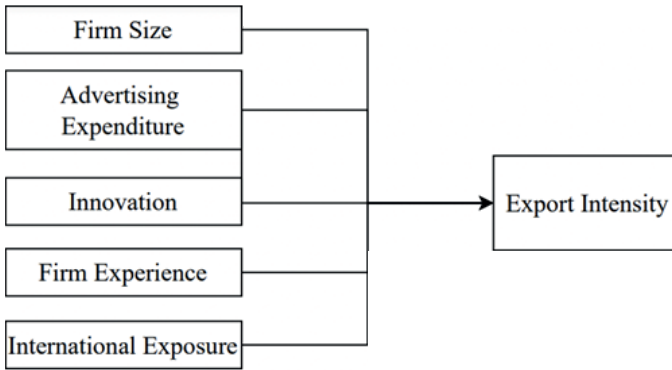 Firm Size
Advertising
Expenditure
Innovation
Export Intensity
Firm Experience
International Exposure